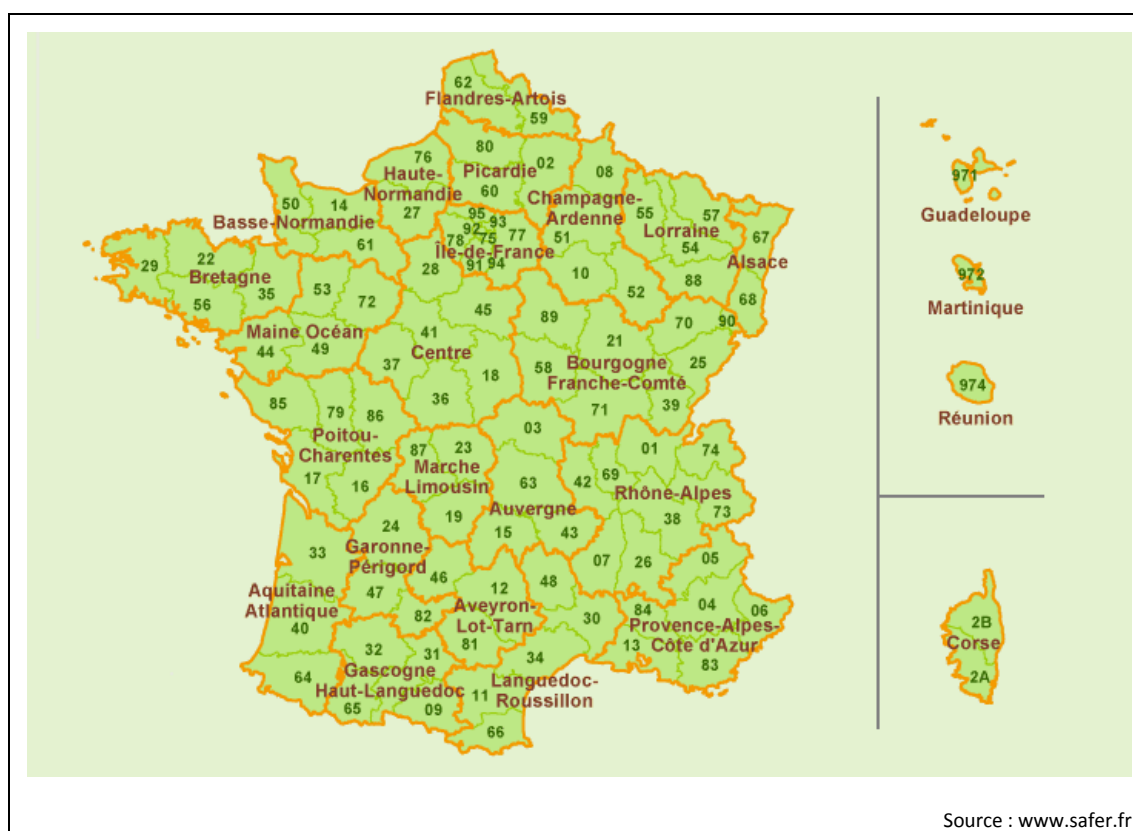 62
Flandres-Artois
59
80
76
02
08
Haute-
Normandie
Picardie
60
Champagne-
Ardenne
50
14
27
95
93
92
78
75
77
51
55
57
Basse-Normandie
Île-de-France
Lorraine
67
61
91
94
54
Alsace
29
22
Bretagne
28
10
88
56
35
53
72
52
68
45
89
70
90
Maine Océan
41
21
44
49
Centre
37
58
Bourgogne
Franche-Comté
25
18
85
79
86
36
71
39
Poitou-
Charentes
03
01
74
87
23
Marche
Limousin
17
16
63
42
69
Rhône-Alpes
Auvergne
73
19
38
24
15
43
33
Garonne-
Périgord
07
26
05
46
12
48
Aquitaine
Atlantique
47
04
06
82
Aveyron-
Lot-Tarn
30
84
Provence-Alpes-
Côte d'Azur
40
81
13
32
31
34
83
64
Gascogne
Haut-Languedoc
Languedoc-
Roussillon
11
65
09
66
971
Guadeloupe
972
Martinique
974
Réunion
2B
Corse
2A
Source : www.safer.fr